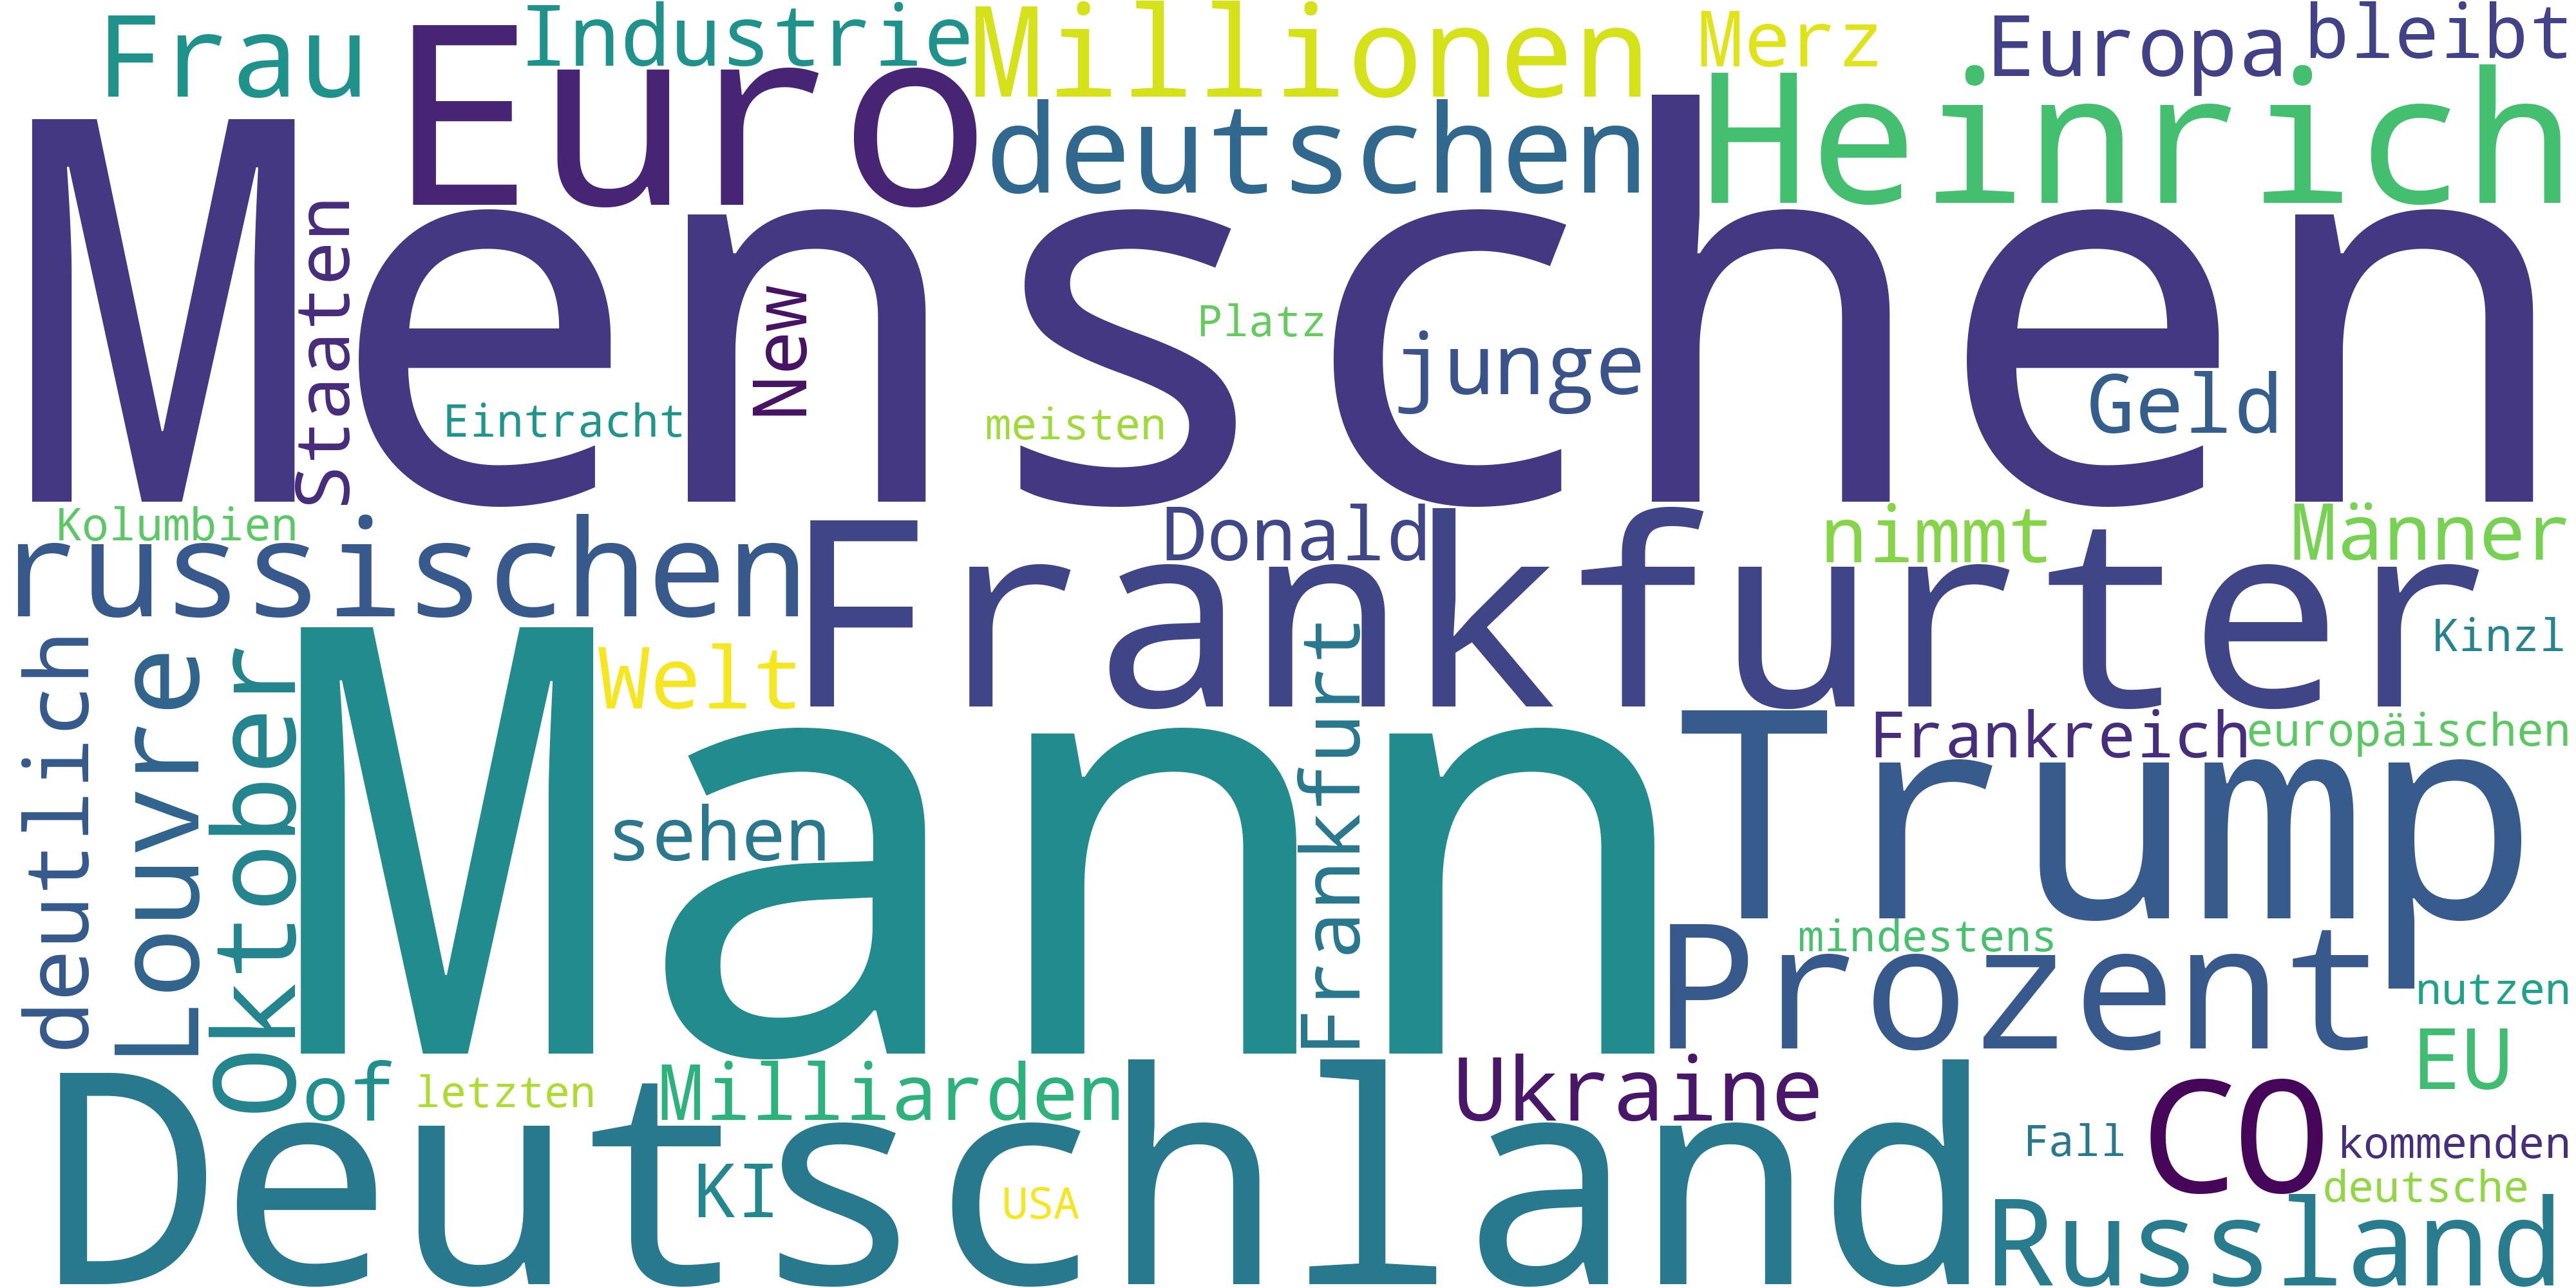 Frau
Euro
Industrie
Millionen
Merz
Europa
bleibt
deutschen
Heinrich
Menschen
Staaten
New
Platz
junge
Geld
Eintracht
meisten
Kolumbien
russischen
Donald
nimmt
Männer
Frankfurter
Kinzl
deutlich
Louvre
Oktober
Welt
Mann
sehen
Frankfurt
Trump
Frankreich
europäischen
Prozent
mindestens
nutzen
EU
of
letzten
Milliarden
Ukraine
CO
Fall
kommenden
deutsche
Deutschland
KI
USA
Russland